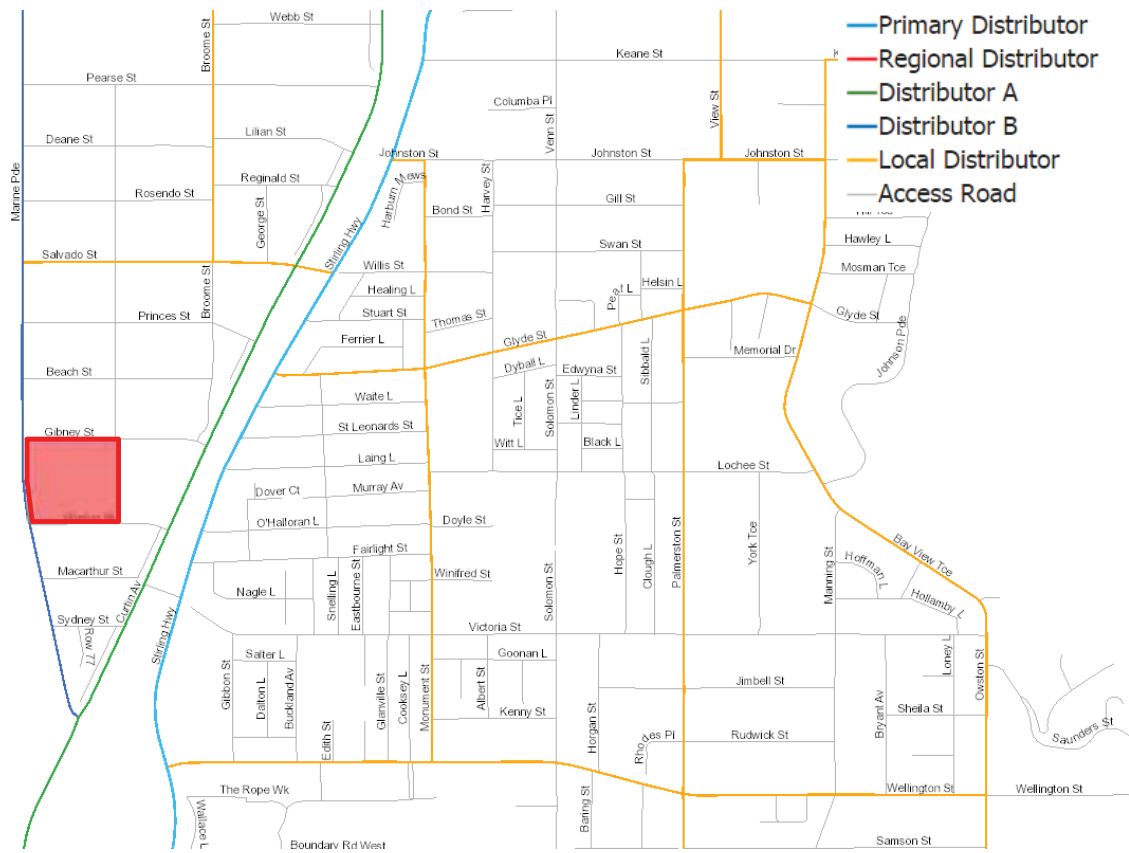 Webb St
Broome St
Primary Distributor
Regional Distributor
Distributor A
Distributor B
Local Distributor
Access Road
Keane St
Pearse St
Columba Pl
View St
Venn St
Lilian St
Deane St
Johnston St
Johnston St
Johnston St
Marine Pde
Reginald St
Rosendo St
George St
Harburn Mews
Harvey St
Bond St
Gill St
Hawley L
Stirling Hwy
Swan St
Salvado St
Willis St
Mosman Tce
Healing L
Helsin L
Peat L
Broome St
Princes St
Stuart St
Thomas St
Glyde St
Glyde St
Ferrier L
Johnson Pde
Memorial Dr
Sibbald L
Dyball L
Edwyna St
Beach St
Waite L
Tice L
Linder L
Solomon St
Gibney St
St Leonards St
Witt L
Black L
Laing L
Lochee St
Dover Ct
Murray Av
O'Halloran L
Doyle St
Fairlight St
Hope St
Clough L
Palmerston St
York Tce
Bay View Tce
Manning St
Hoffman L
Hollamby L
Macarthur St
Curtin Av
Winifred St
Nagle L
Snelling L
Eastbourne St
Solomon St
Sydney St
Row 77
Stirling Hwy
Victoria St
Salter L
Goonan L
Loney L
Owston St
Gibbon St
Dalton L
Buckland Av
Glanville St
Cooksey L
Monument St
Albert St
Jimbell St
Kenny St
Horgan St
Bryant Av
Sheila St
Edith St
Rhodes Pl
Rudwick St
Saunders St
The Rope Wk
Wellington St
Wellington St
Wallace L
Baring St
Boundary Rd West
Samson St